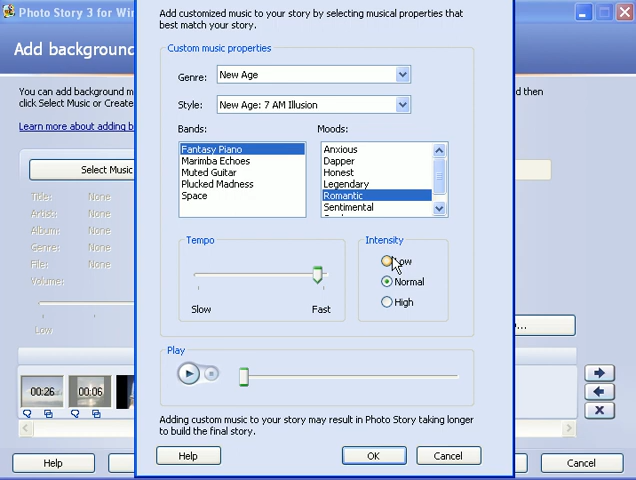 Photo Story 3 for Win
Add background
You can add background m
d then
click Select Music or Create
Learn more about adding b
Select Music
Title: None
Artist: None
Album: None
Genre: None
File: None
Volume:
Low
...
00:26
00:06
Help
Cancel
Add customized music to your story by selecting musical properties that
best match your story.
Custom music properties
Genre: New Age
Style: New Age: 7 AM Illusion
Bands:
Fantasy Piano
Marimba Echoes
Muted Guitar
Plucked Madness
Space
Moods:
Anxious
Dapper
Honest
Legendary
Romantic
Sentimental
Tempo
Slow
Fast
Intensity
Low
Normal
High
Play
Adding custom music to your story may result in Photo Story taking longer
to build the final story.
Help
OK
Cancel